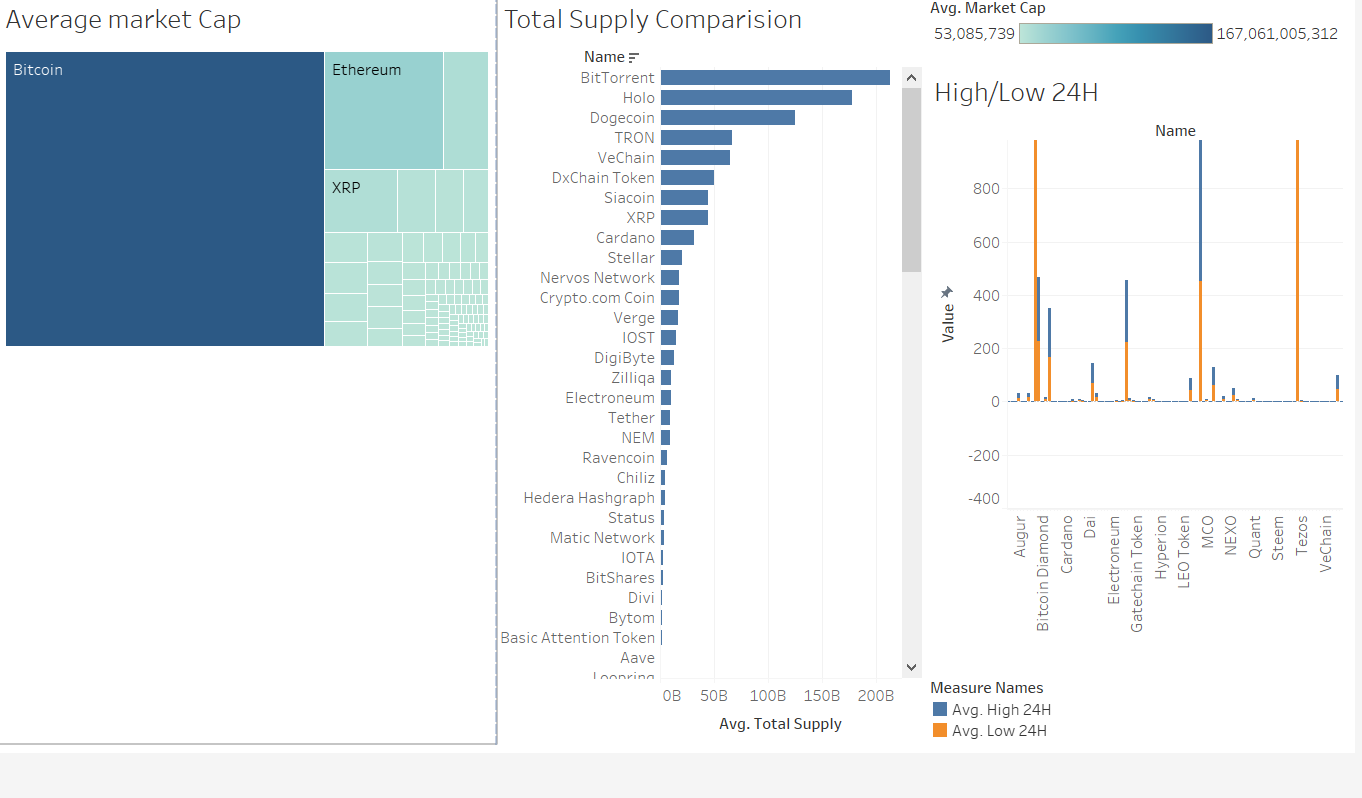 Average market Cap
Bitcoin
Ethereum
XRP
Total Supply Comparision
Name
BitTorrent
Holo
Dogecoin
TRON
VeChain
DxChain Token
Siacoin
XRP
Cardano
Stellar
Nervos Network
Crypto.com Coin
Verge
IOST
DigiByte
Zilliqa
Electroneum
Tether
NEM
Ravencoin
Chiliz
Hedera Hashgraph
Status
Matic Network
IOTA
BitShares
Divi
Bytom
Basic Attention Token
Aave
Loopring
0B 50B 100B 150B 200B
Avg. Total Supply
Avg. Market Cap
53,085,739 167,061,005,312
High/Low 24H
Name
Value
800
600
400
200
0
-200
-400
Augur
Bitcoin Diamond
Cardano
Dai
Electroneum
Gatechain Token
Hyperion
LEO Token
MCO
NEXO
Quant
Steem
Tezos
VeChain
Measure Names
Avg. High 24H
Avg. Low 24H